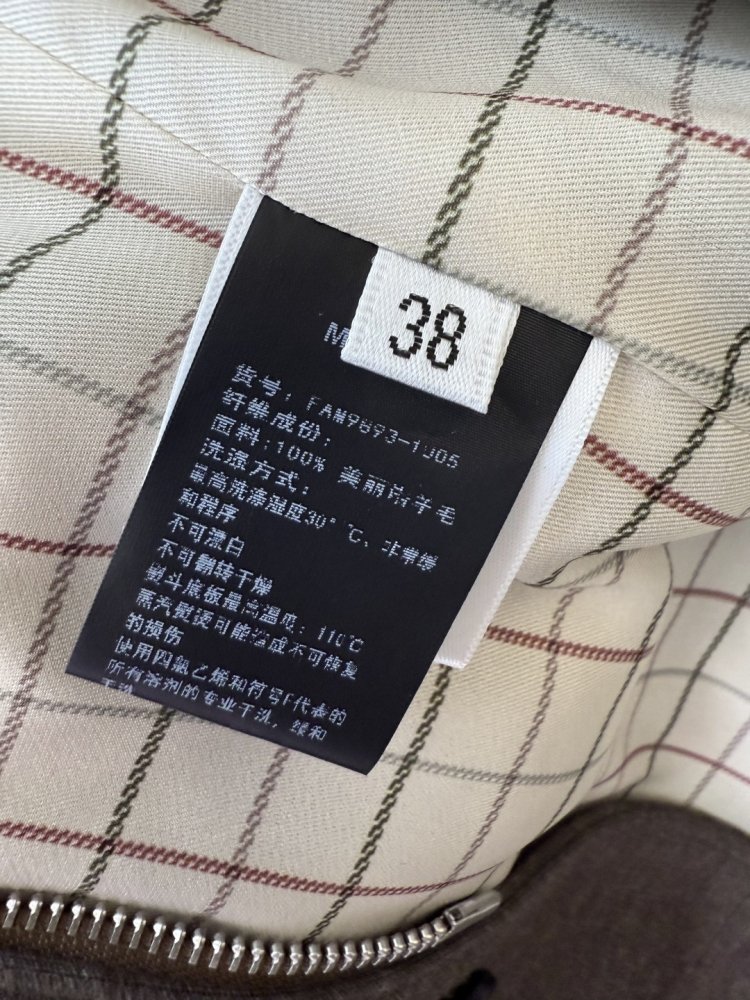 38
M
货号: FAM9893-1005
纤维成份:
面料:100% 美丽诺羊毛
洗涤方式:
最高洗涤温度30°℃, 非常缓
和程序
不可漂白
不可翻转干燥
熨斗底板最高温度: 110℃
蒸汽熨烫可能造成不可修复
的损伤
使用四氯乙烯和符号F代表的
所有溶剂的专业干洗, 缓和
干洗